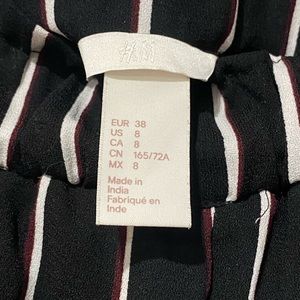 H&M
EUR 38
US 8
CA 8
CN 165/72A
MX 8
Made in
India
Fabriqué en
Inde